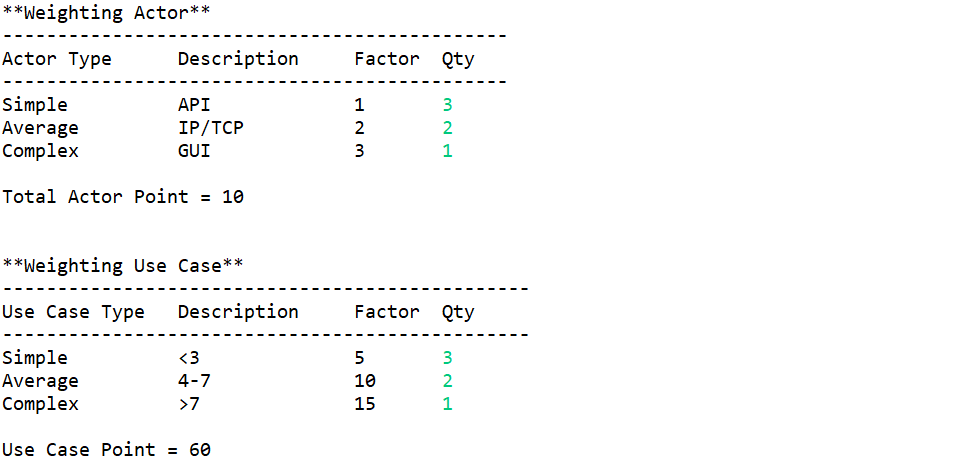 **Weighting Actor**
----------------------------------------------
Actor Type      Description     Factor  Qty
----------------------------------------------
Simple          API             1       3
Average         IP/TCP          2       2
Complex         GUI             3       1
Total Actor Point = 10
**Weighting Use Case**
------------------------------------------------
Use Case Type   Description     Factor  Qty
------------------------------------------------
Simple          <3              5       3
Average         4-7             10      2
Complex         >7              15      1
Use Case Point = 60